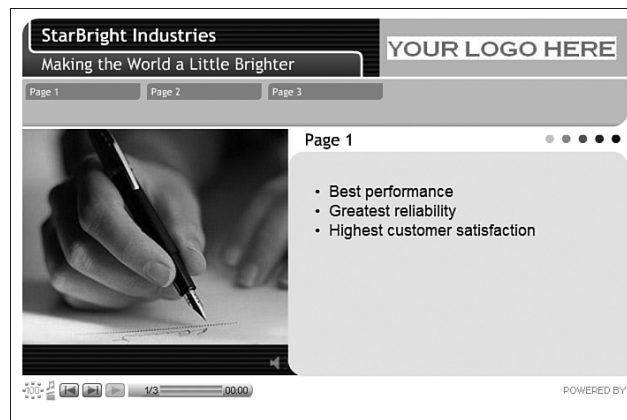 StarBright Industries
Making the World a Little Brighter
YOUR LOGO HERE
Page 1
Page 2
Page 3
Page 1
• Best performance
• Greatest reliability
• Highest customer satisfaction
100
1/3
00:00
POWERED BY